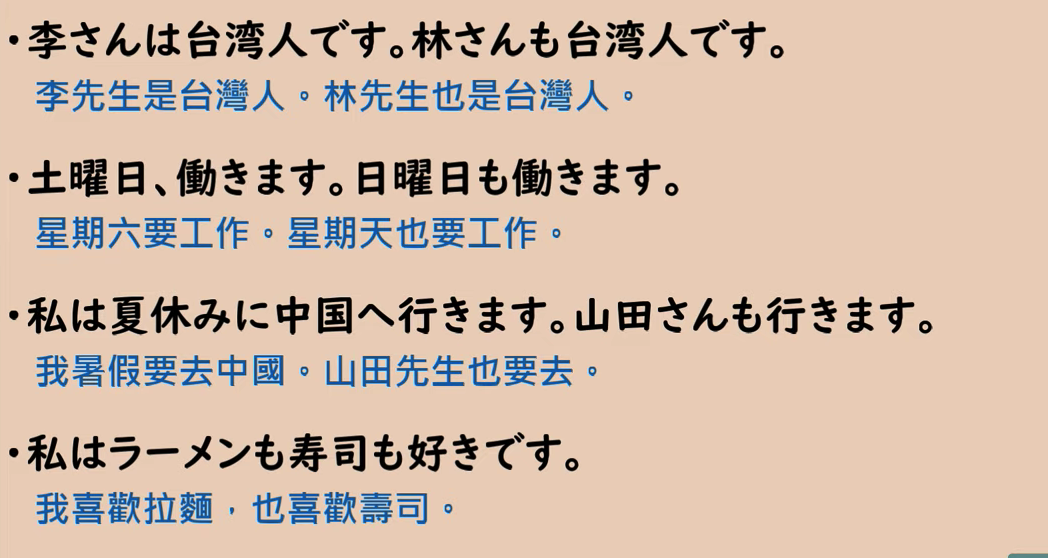 ・李さんは台湾人です。林さんも台湾人です。
李先生是台灣人。林先生也是台灣人。
・土曜日、働きます。日曜日も働きます。
星期六要工作。星期天也要工作。
・私は夏休みに中国へ行きます。山田さんも行きます。
我暑假要去中國。山田先生也要去。
・私はラーメンも寿司も好きです。
我喜歡拉麵，也喜歡壽司。